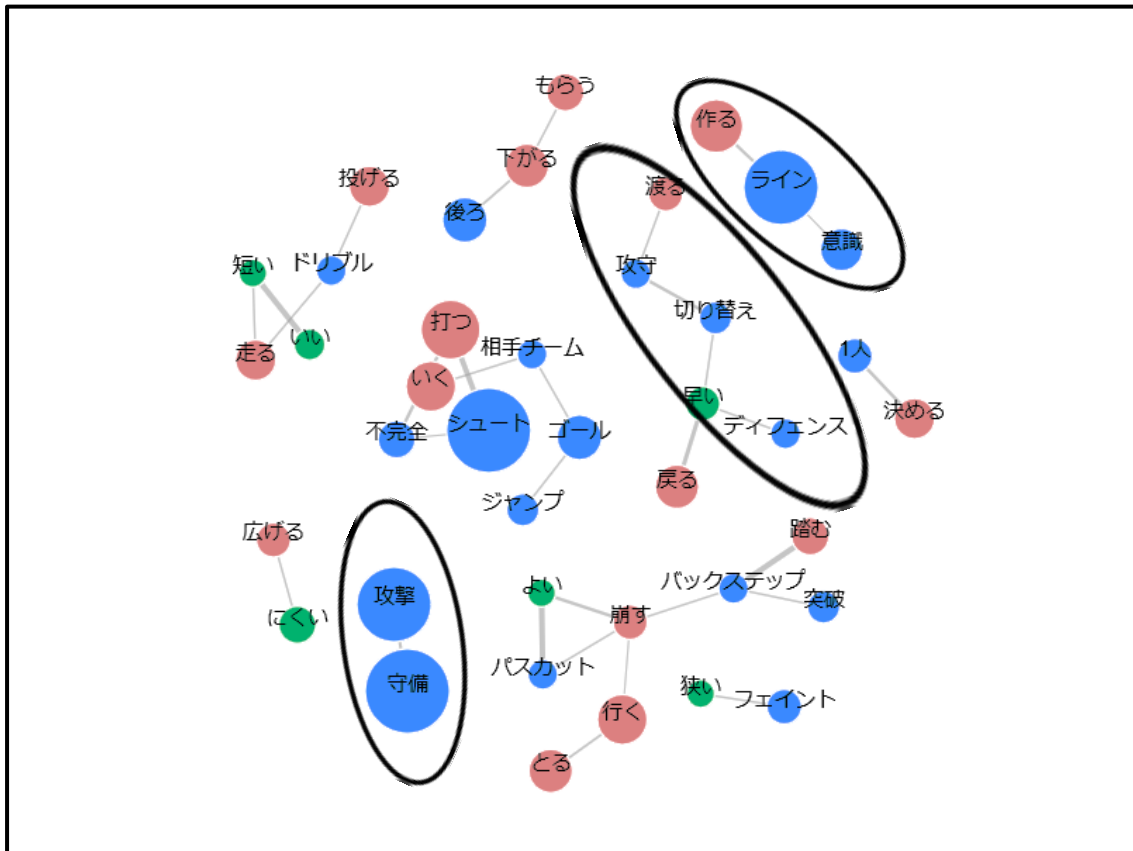 もらう
作る
下がる
ライン
投げる
渡る
後ろ
意識
短い
ドリブル
攻守
切り替え
打つ
いい
相手チーム
1人
走る
いく
早い
決める
不完全
シュート
ゴール
ディフェンス
戻る
ジャンプ
広げる
踏む
攻撃
よい
バックステップ
突破
にくい
崩す
パスカット
守備
狭い
フェイント
行く
とる